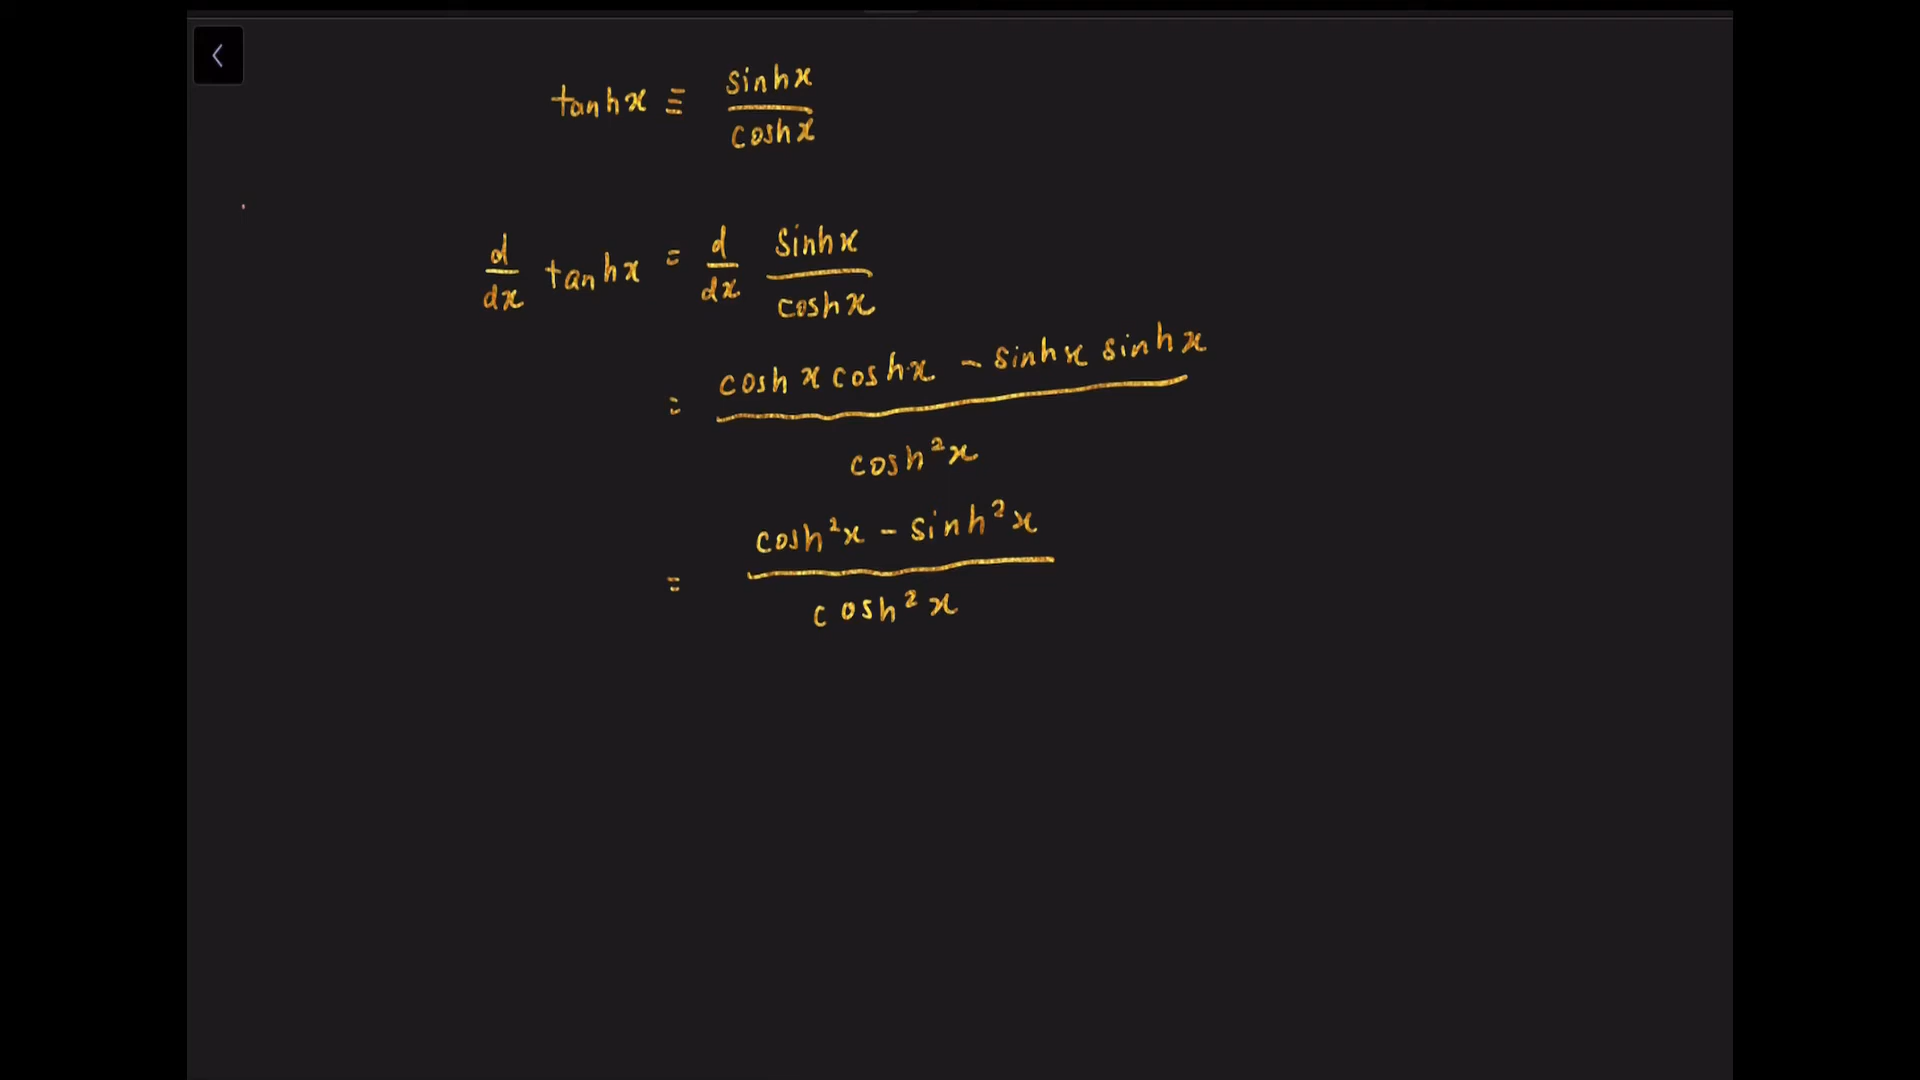 tanhx ≡ sinhx / coshx
d/dx tanhx = d/dx sinhx / coshx
= coshx coshx - sinhx sinhx / cosh²x
= cosh²x - sinh²x / cosh²x